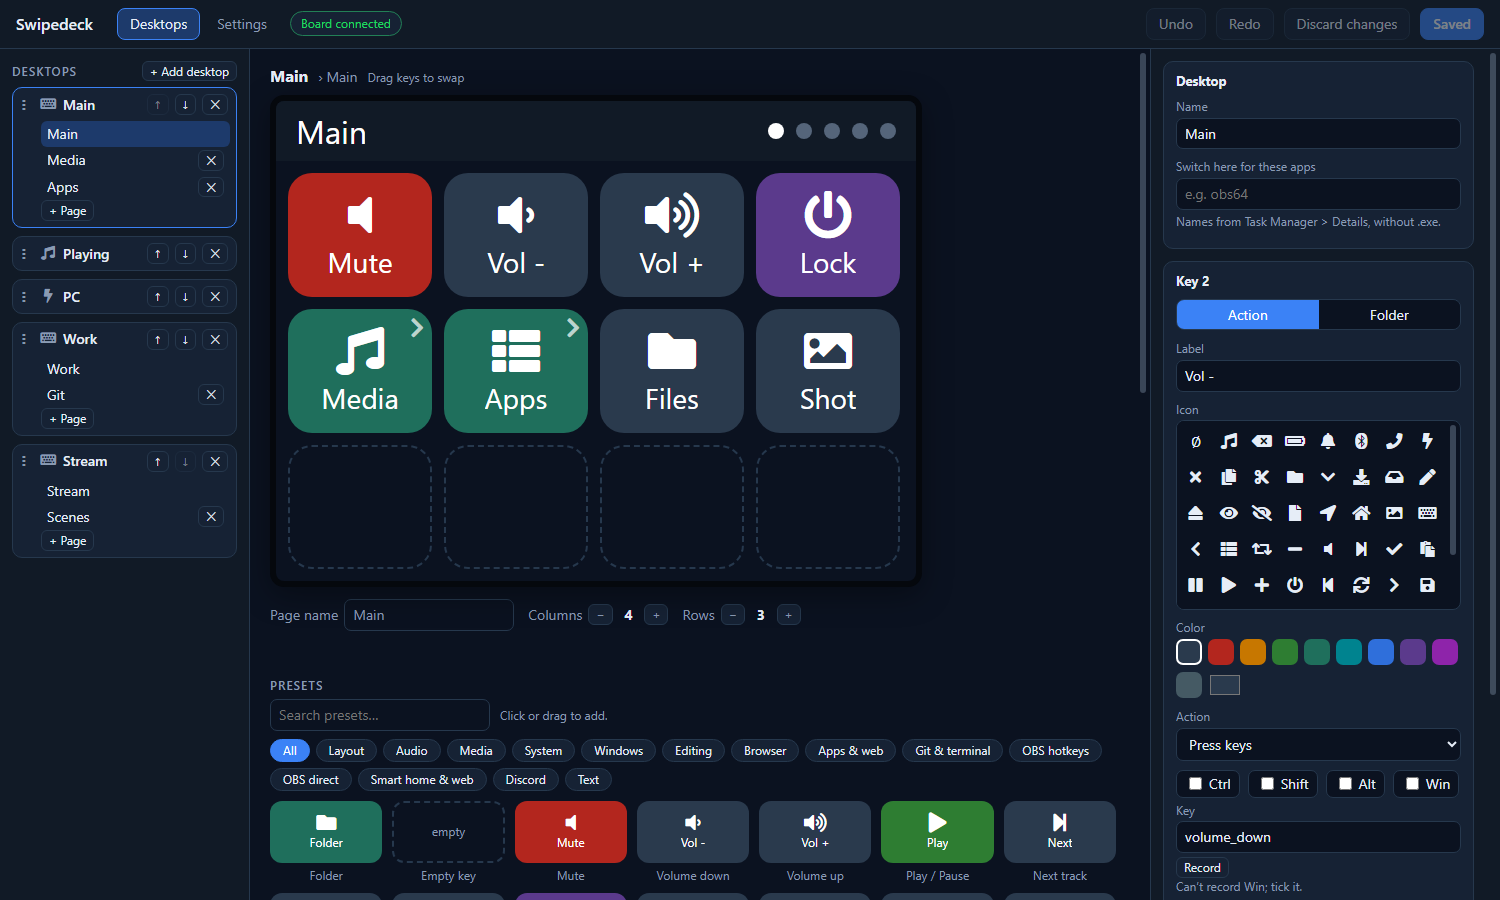 Swipedeck
Desktops
Settings
Board connected
Undo
Redo
Discard changes
Saved
DESKTOPS
+ Add desktop
Main
↑
↓
Main
Media
Apps
+ Page
Playing
↑
↓
PC
↑
↓
Work
↑
↓
Work
Git
+ Page
Stream
↑
↓
Stream
Scenes
+ Page
Main › Main Drag keys to swap
Main
Mute
Vol -
Vol +
Lock
Media
Apps
Files
Shot
Page name
Main
Columns − 4 +
Rows − 3 +
PRESETS
Search presets...
Click or drag to add.
All
Layout
Audio
Media
System
Windows
Editing
Browser
Apps & web
Git & terminal
OBS hotkeys
OBS direct
Smart home & web
Discord
Text
Folder
empty
Mute
Vol -
Vol +
Play
Next
Folder
Empty key
Mute
Volume down
Volume up
Play / Pause
Next track
Desktop
Name
Main
Switch here for these apps
e.g. obs64
Names from Task Manager > Details, without .exe.
Key 2
Action
Folder
Label
Vol -
Icon
Ø
Color
Action
Press keys
Ctrl
Shift
Alt
Win
Key
volume_down
Record
Can't record Win; tick it.